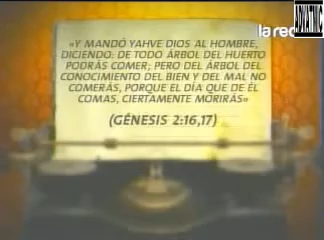 la red
«Y MANDÓ YAHVE DIOS AL HOMBRE,
DICIENDO: DE TODO ÁRBOL DEL HUERTO
PODRÁS COMER; PERO DEL ÁRBOL DEL
CONOCIMIENTO DEL BIEN Y DEL MAL NO
COMERÁS, PORQUE EL DÍA QUE DE ÉL
COMAS, CIERTAMENTE MORIRÁS»
(GÉNESIS 2:16,17)